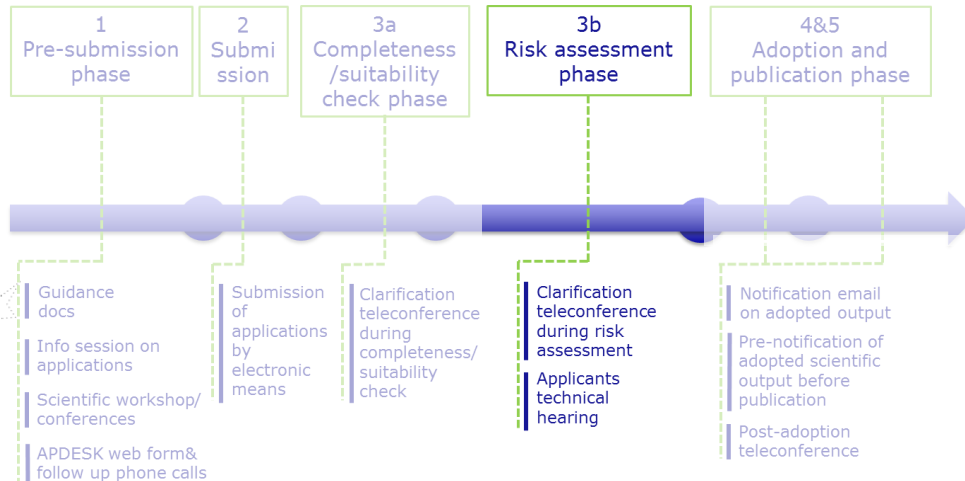 1
Pre-submission
phase
2
Submi
ssion
3a
Completeness
/suitability
check phase
3b
Risk assessment
phase
4&5
Adoption and
publication phase
Guidance
docs
Info session on
applications
Scientific workshop/
conferences
APDESK web form&
follow up phone calls
Submission
of
applications
by
electronic
means
Clarification
teleconference
during
completeness/
suitability
check
Clarification
teleconference
during risk
assessment
Applicants
technical
hearing
Notification email
on adopted output
Pre-notification of
adopted scientific
output before
publication
Post-adoption
teleconference